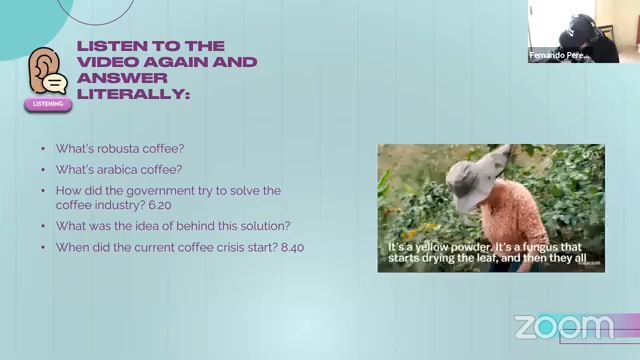 LISTEN TO THE
VIDEO AGAIN AND
ANSWER
LITERALLY:
LISTENING
• What's robusta coffee?
• What's arabica coffee?
• How did the government try to solve the
coffee industry? 6.20
• What was the idea of behind this solution?
• When did the current coffee crisis start? 8.40
It's a yellow powder. It's a fungus that
starts drying the leaf, and then they all
Fernando Pere...
zoom